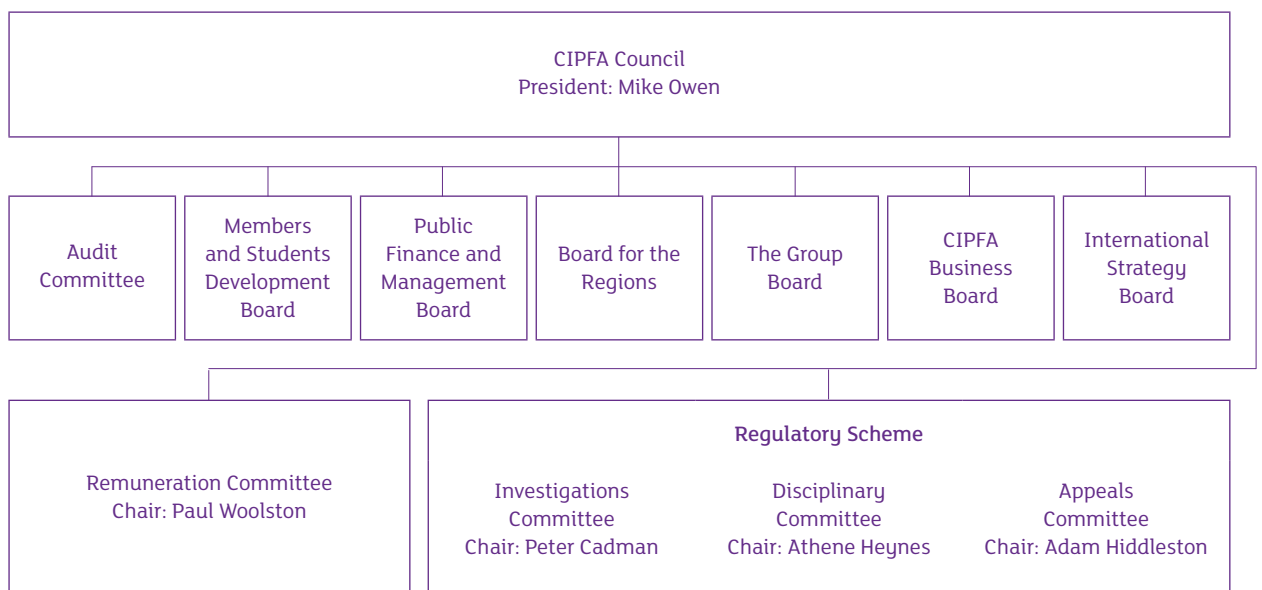 CIPFA Council
President: Mike Owen
Audit
Committee
Members
and Students
Development
Board
Public
Finance and
Management
Board
Board for the
Regions
The Group
Board
CIPFA
Business
Board
International
Strategy
Board
Remuneration Committee
Chair: Paul Woolston
Regulatory Scheme
Investigations
Committee
Chair: Peter Cadman
Disciplinary
Committee
Chair: Athene Heynes
Appeals
Committee
Chair: Adam Hiddleston